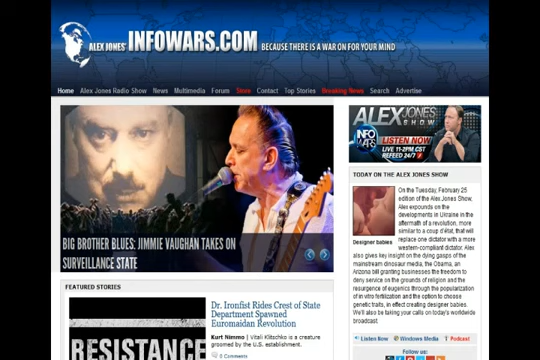 ALEX JONES' INFOWARS.COM BECAUSE THERE IS A WAR ON FOR YOUR MIND
Home Alex Jones Radio Show News Multimedia Forum Store Contact Top Stories Breaking News Search Advertise
BIG BROTHER BLUES: JIMMIE VAUGHAN TAKES ON
SURVEILLANCE STATE
FEATURED STORIES
RESISTANCE
Dr. Ironfist Rides Crest of State
Department Spawned
Euromaidan Revolution
Kurt Nimmo | Vitali Klitschko is a creature
groomed by the U.S. establishment.
0 Comments
ALEX JONES
SHOW
INFO
WARS
LISTEN NOW
LIVE 11-2PM CST
REFEED 24/7
TODAY ON THE ALEX JONES SHOW
Designer babies
On the Tuesday, February 25
edition of the Alex Jones Show,
Alex expounds on the
developments in Ukraine in the
aftermath of a revolution, more
similar to a coup d'état, that will
replace one dictator with a more
western-compliant dictator. Alex
also gives key insight on the dying gasps of the
mainstream dinosaur media, the Obama, an
Arizona bill granting businesses the freedom to
deny service on the grounds of religion and the
resurgence of eugenics through the popularization
of in vitro fertilization and the option to choose
genetic traits, in effect creating designer babies.
We'll also be taking your calls on today's worldwide
broadcast.
Listen Now Windows Media Podcast
Follow us: